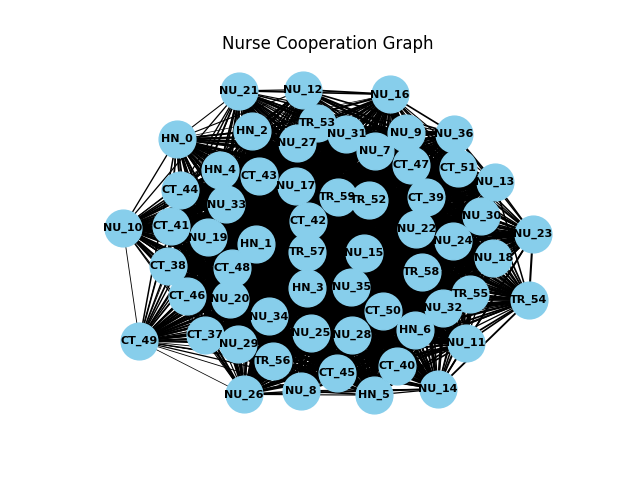 Nurse Cooperation Graph
NU_21
NU_12
NU_16
TR_53
HN_2
NU_31
NU_9
NU_36
HN_0
NU_27
NU_7
CT_47
CT_51
HN_4
CT_43
NU_13
CT_44
NU_17
TR_59
TR_52
CT_39
NU_33
NU_30
CT_42
NU_10
CT_41
NU_19
NU_22
NU_23
HN_1
NU_24
TR_57
NU_15
NU_18
CT_38
CT_48
TR_58
CT_46
NU_20
HN_3
NU_35
TR_55
TR_54
NU_32
CT_50
NU_34
HN_6
CT_49
CT_37
NU_29
NU_25
NU_28
NU_11
TR_56
CT_45
CT_40
NU_26
NU_8
HN_5
NU_14